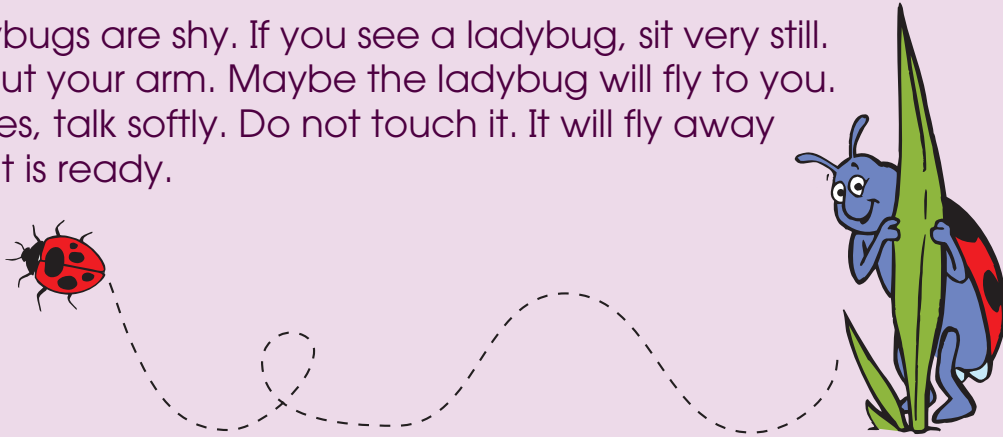 ybugs are shy. If you see a ladybug, sit very still.
ut your arm. Maybe the ladybug will fly to you.
es, talk softly. Do not touch it. It will fly away
t is ready.